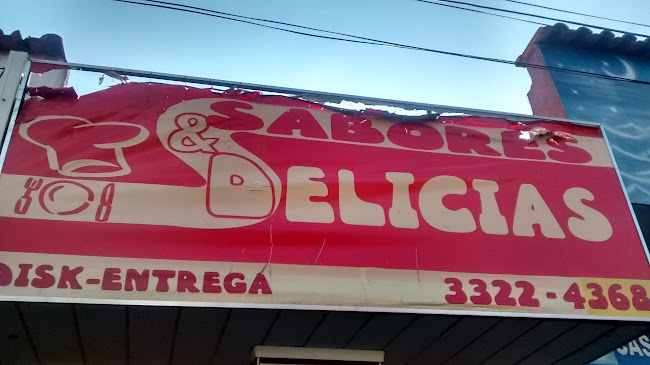 SABORES
& DELICIAS
DISK-ENTREGA
3322-4368